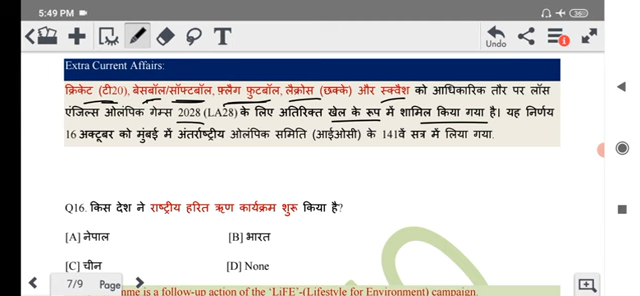 5:49 PM
36
Undo
Extra Current Affairs:
क्रिकेट (टी20), बेसबॉल/सॉफ्टबॉल, फ़्लैग फ़ुटबॉल, लैक्रोस (छक्के) और स्क्वैश को आधिकारिक तौर पर लॉस
एंजिल्स ओलंपिक गेम्स 2028 (LA28) के लिए अतिरिक्त खेल के रूप में शामिल किया गया है। यह निर्णय
16 अक्टूबर को मुंबई में अंतर्राष्ट्रीय ओलंपिक समिति (आईओसी) के 141वें सत्र में लिया गया.
Q16. किस देश ने राष्ट्रीय हरित ऋण कार्यक्रम शुरू किया है?
[A] नेपाल [B] भारत
[C] चीन [D] None
7/9 Page
nme is a follow-up action of the 'LiFE'-(Lifestyle for Environment) campaign.